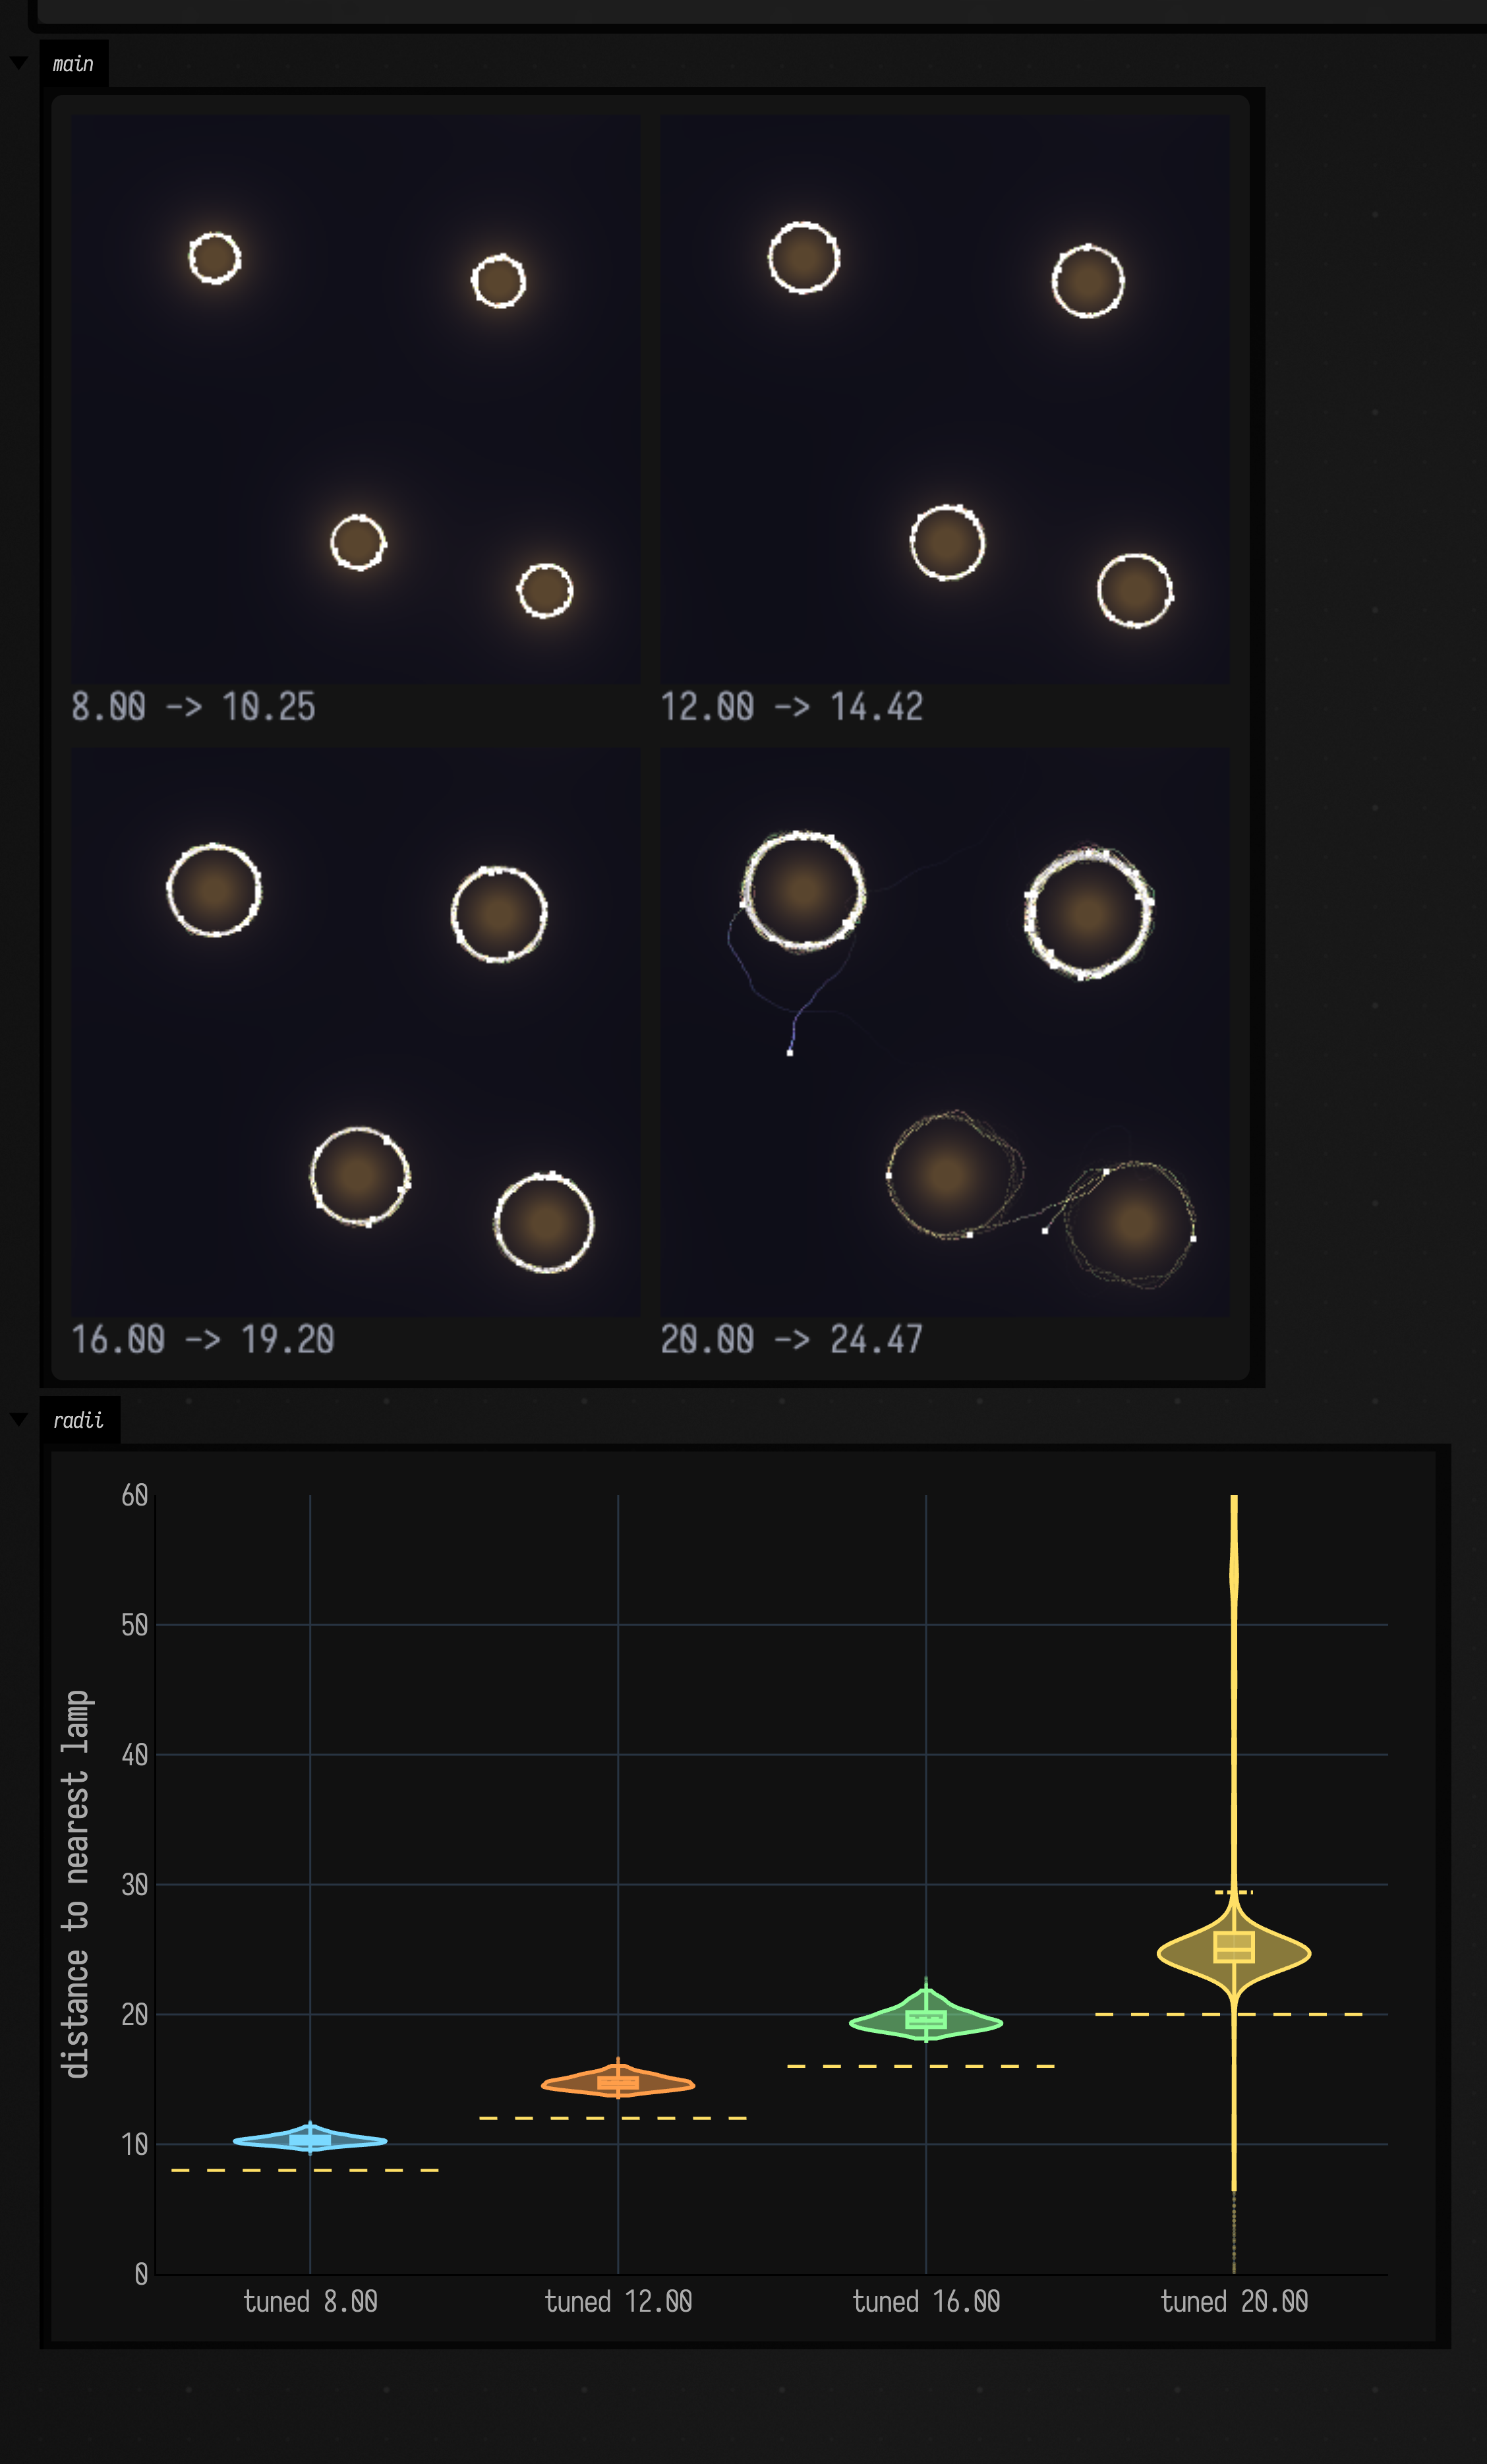 main
8.00 -> 10.25
12.00 -> 14.42
16.00 -> 19.20
20.00 -> 24.47
radii
distance to nearest lamp
60
50
40
30
20
10
0
tuned 8.00
tuned 12.00
tuned 16.00
tuned 20.00